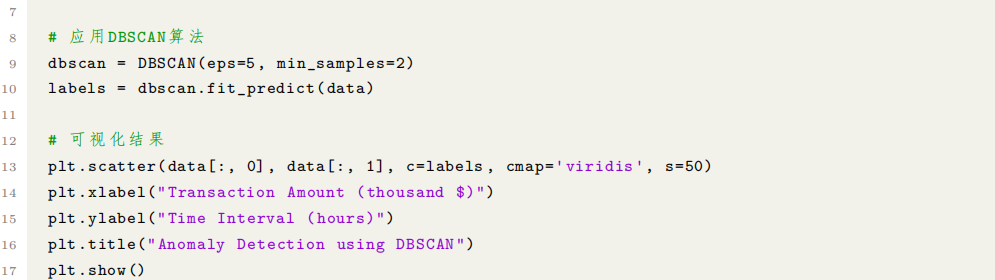 7
8 # 应用DBSCAN算法
9 dbscan = DBSCAN(eps=5, min_samples=2)
10 labels = dbscan.fit_predict(data)
11
12 # 可视化结果
13 plt.scatter(data[:, 0], data[:, 1], c=labels, cmap='viridis', s=50)
14 plt.xlabel("Transaction Amount (thousand $)")
15 plt.ylabel("Time Interval (hours)")
16 plt.title("Anomaly Detection using DBSCAN")
17 plt.show()